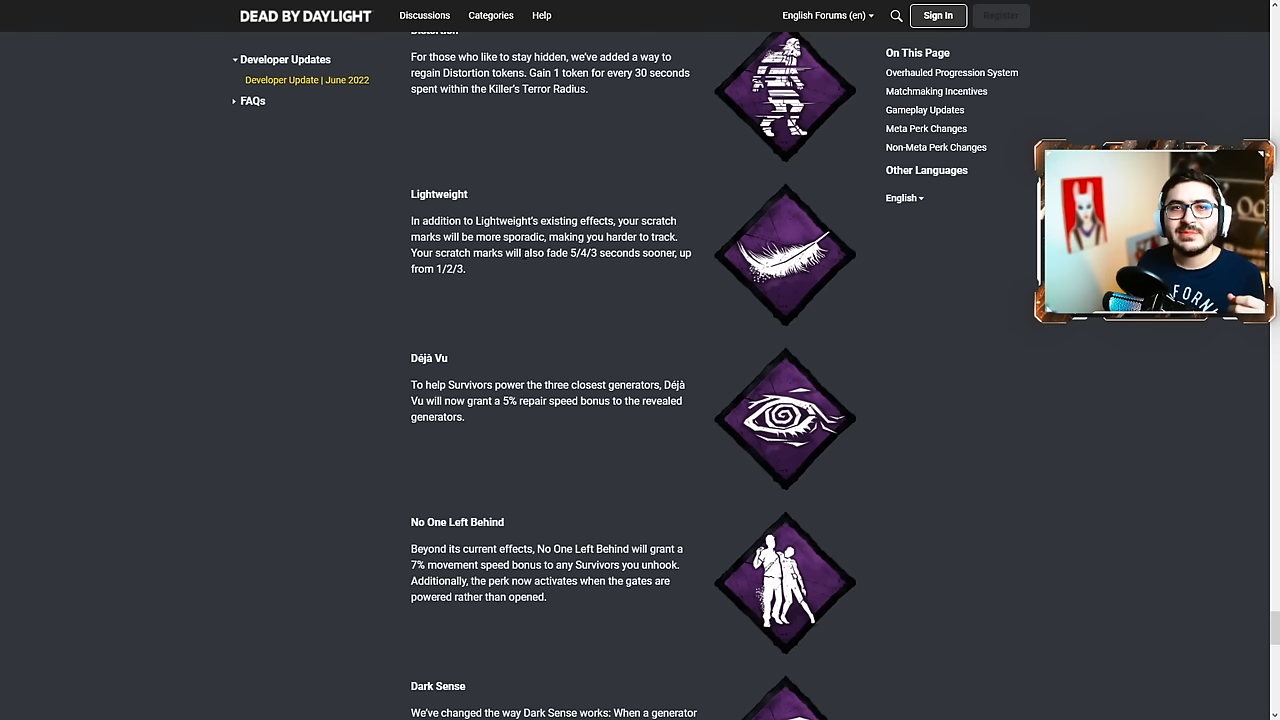 DEAD BY DAYLIGHT
Discussions
Categories
Help
English Forums (en)
Sign In
Register
Developer Updates
Developer Update | June 2022
FAQs
Distortion
For those who like to stay hidden, we've added a way to
regain Distortion tokens. Gain 1 token for every 30 seconds
spent within the Killer's Terror Radius.
Lightweight
In addition to Lightweight's existing effects, your scratch
marks will be more sporadic, making you harder to track.
Your scratch marks will also fade 5/4/3 seconds sooner, up
from 1/2/3.
Déjà Vu
To help Survivors power the three closest generators, Déjà
Vu will now grant a 5% repair speed bonus to the revealed
generators.
No One Left Behind
Beyond its current effects, No One Left Behind will grant a
7% movement speed bonus to any Survivors you unhook.
Additionally, the perk now activates when the gates are
powered rather than opened.
Dark Sense
We've changed the way Dark Sense works: When a generator
On This Page
Overhauled Progression System
Matchmaking Incentives
Gameplay Updates
Meta Perk Changes
Non-Meta Perk Changes
Other Languages
English